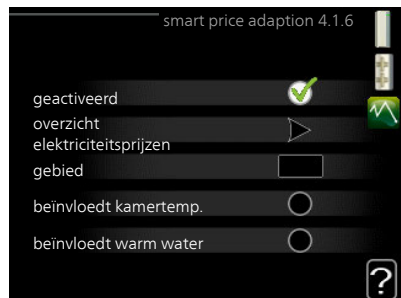 smart price adaption 4.1.6
geactiveerd
overzicht
elektriciteitsprijzen
gebied
beïnvloedt kamertemp.
beïnvloedt warm water
?